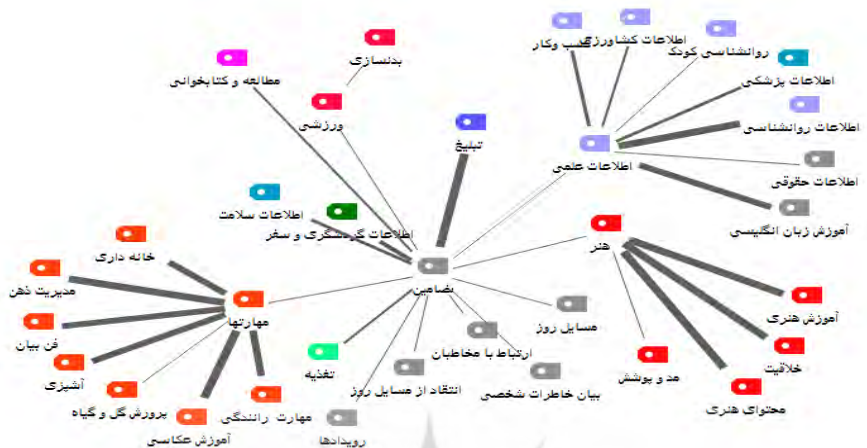 بدنسازی
مطالعه و کتابخوانی
ورزشی
تبلیغ
کسب وکار
اطلاعات کشاورزی
روانشناسی کودک
اطلاعات پزشکی
اطلاعات روانشناسی
اطلاعات علمی
اطلاعات حقوقی
آموزش زبان انگلیسی
اطلاعات سلامت
اطلاعات گردشگری و سفر
هنر
خانه داری
مدیریت ذهن
مضامین
مهارتها
فن بیان
آشپزی
پرورش گل و گیاه
آموزش عکاسی
مهارت رانندگی
تغذیه
رویدادها
انتقاد از مسایل روز
ارتباط با مخاطبان
مسایل روز
بیان خاطرات شخصی
مد و پوشش
آموزش هنری
خلاقیت
محتوای هنری